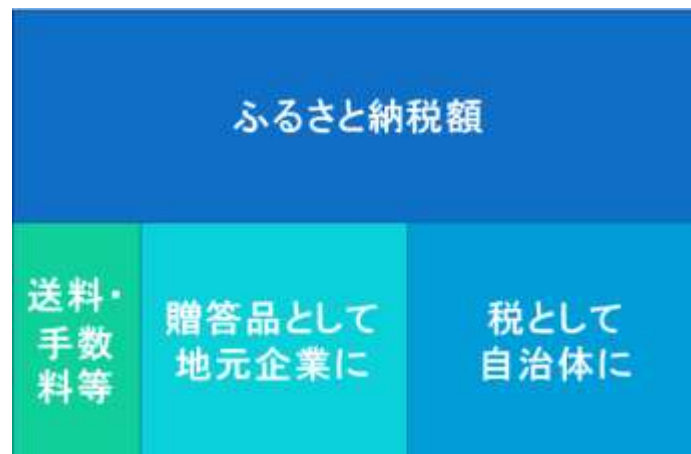 ふるさと納税額
送料・
手数
料等
贈答品として
地元企業に
税として
自治体に